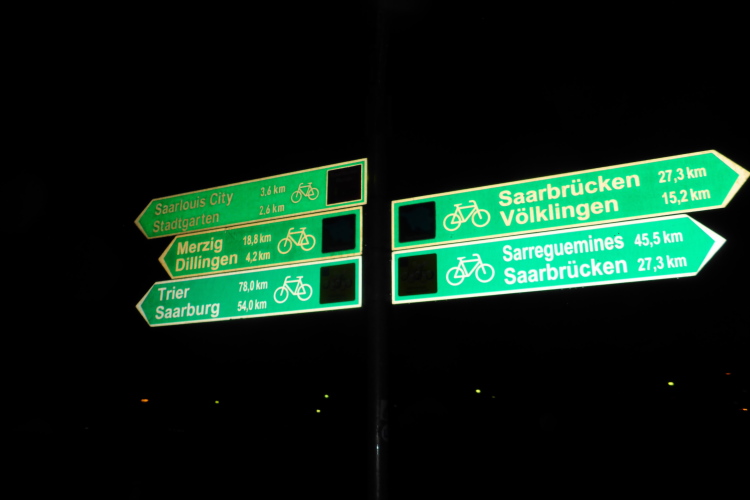 Saarlouis City 3.6 km
Stadtgarten 2.6 km
Merzig 18,8 km
Dillingen 4,2 km
Trier 78,0 km
Saarburg 54,0 km
Saarbrücken 27,3 km
Völklingen 15,2 km
Sarreguemines 45,5 km
Saarbrücken 27,3 km